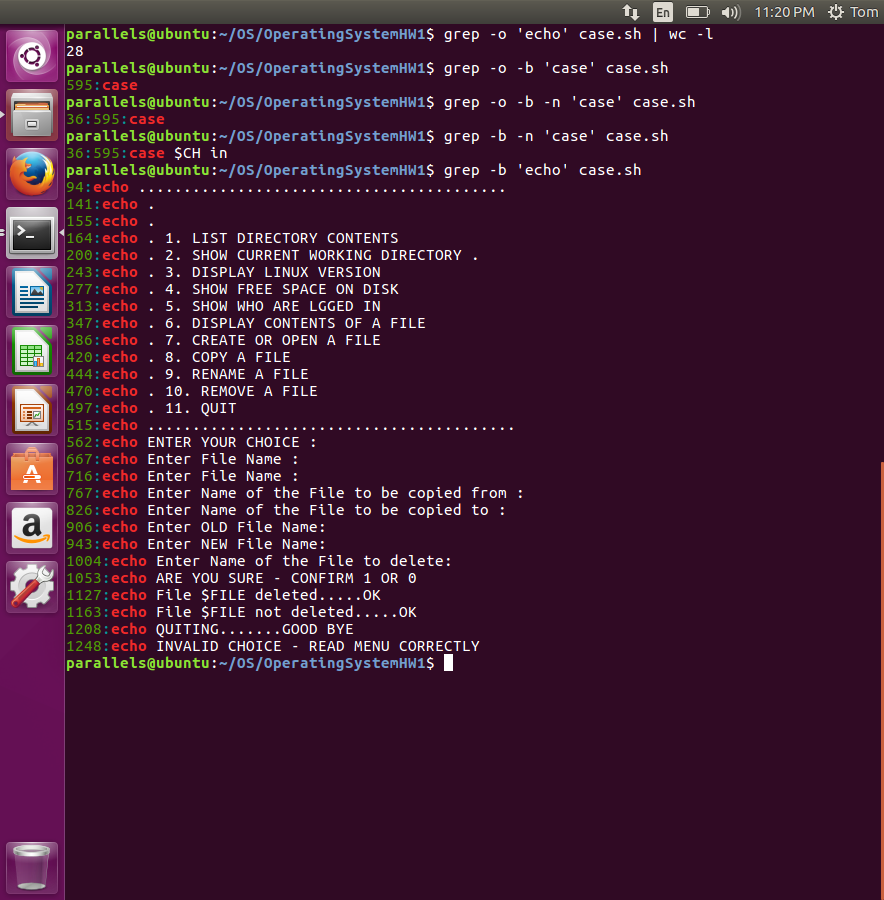 En 11:20 PM Tom
parallels@ubuntu:~/OS/OperatingSystemHW1$ grep -o 'echo' case.sh | wc -l
28
parallels@ubuntu:~/OS/OperatingSystemHW1$ grep -o -b 'case' case.sh
595:case
parallels@ubuntu:~/OS/OperatingSystemHW1$ grep -o -b -n 'case' case.sh
36:595:case
parallels@ubuntu:~/OS/OperatingSystemHW1$ grep -b -n 'case' case.sh
36:595:case $CH in
parallels@ubuntu:~/OS/OperatingSystemHW1$ grep -b 'echo' case.sh
94:echo .........................................
141:echo .
155:echo .
164:echo . 1. LIST DIRECTORY CONTENTS
200:echo . 2. SHOW CURRENT WORKING DIRECTORY .
243:echo . 3. DISPLAY LINUX VERSION
277:echo . 4. SHOW FREE SPACE ON DISK
313:echo . 5. SHOW WHO ARE LGGED IN
347:echo . 6. DISPLAY CONTENTS OF A FILE
386:echo . 7. CREATE OR OPEN A FILE
420:echo . 8. COPY A FILE
444:echo . 9. RENAME A FILE
470:echo . 10. REMOVE A FILE
497:echo . 11. QUIT
515:echo .........................................
562:echo ENTER YOUR CHOICE :
667:echo Enter File Name :
716:echo Enter File Name :
767:echo Enter Name of the File to be copied from :
826:echo Enter Name of the File to be copied to :
906:echo Enter OLD File Name:
943:echo Enter NEW File Name:
1004:echo Enter Name of the File to delete:
1053:echo ARE YOU SURE - CONFIRM 1 OR 0
1127:echo File $FILE deleted.....OK
1163:echo File $FILE not deleted.....OK
1208:echo QUITING.......GOOD BYE
1248:echo INVALID CHOICE - READ MENU CORRECTLY
parallels@ubuntu:~/OS/OperatingSystemHW1$